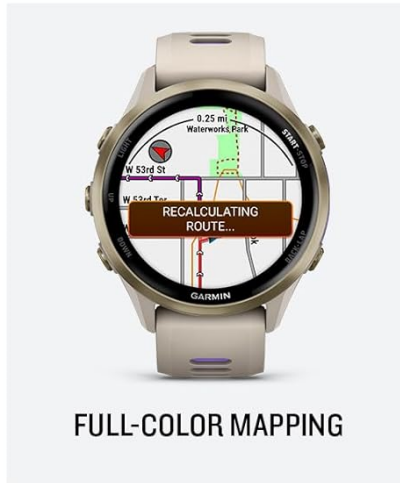 0.25 mi
Waterworks Park
LIGHT
START·STOP
W 53rd St
UP
W 53rd Ter
RECALCULATING
ROUTE...
DOWN
BACK·LAP
GARMIN
FULL-COLOR MAPPING